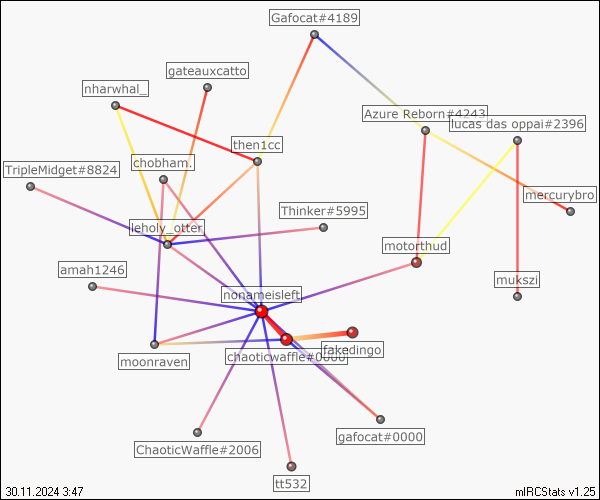 Gafocat#4189
gateauxcatto
nharwhal_
Azure Reborn#4243
lucas das oppai#2396
then1cc
chobham.
TripleMidget#8824
mercurybro
Thinker#5995
leholy_otter
motorthud
amah1246
mukszi
nonameisleft
chaoticwaffle#0000
fakedingo
moonraven
gafocat#0000
ChaoticWaffle#2006
tt532
30.11.2024 3:47
mIRCStats v1.25